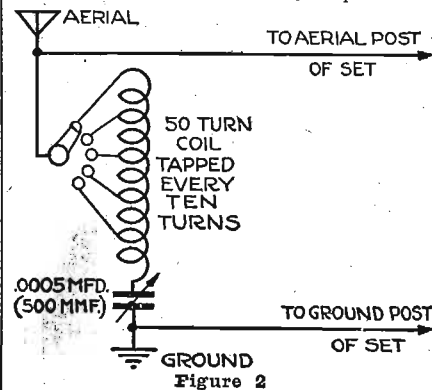 AERIAL
TO AERIAL POST
OF SET
50 TURN
COIL
TAPPED
EVERY
TEN
TURNS
.0005 MFD.
(500 MMF.)
TO GROUND POST
OF SET
GROUND
Figure 2